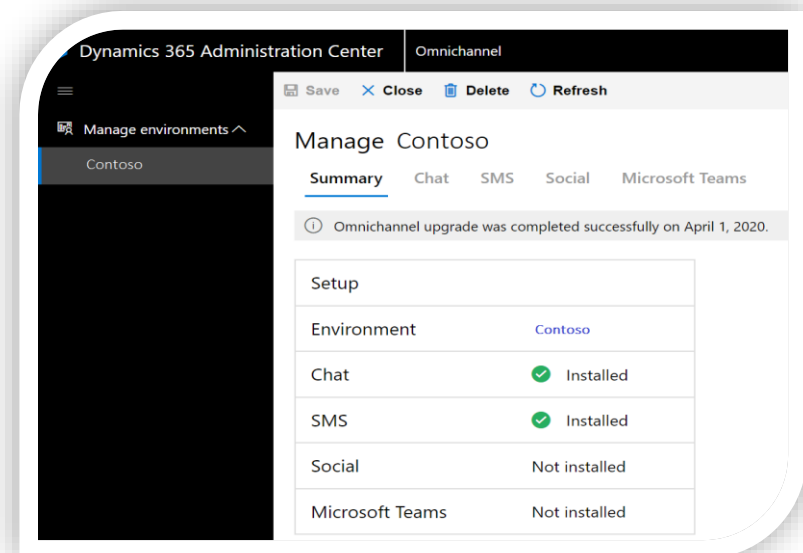 Dynamics 365 Administration Center Omnichannel
Save Close Delete Refresh
Manage environments
Contoso
Manage Contoso
Summary Chat SMS Social Microsoft Teams
Omnichannel upgrade was completed successfully on April 1, 2020.
Setup
Environment Contoso
Chat Installed
SMS Installed
Social Not installed
Microsoft Teams Not installed